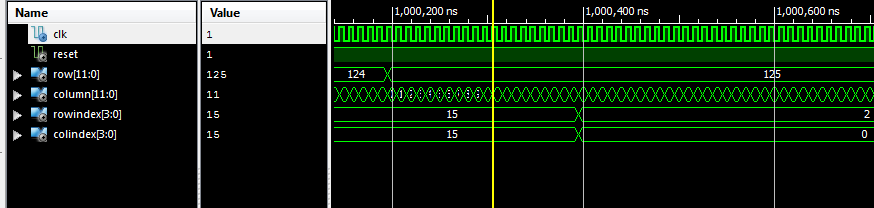 Name Value 1,000,200 ns 1,000,400 ns 1,000,600 ns
clk 1
reset 1
row[11:0] 125 124 125
column[11:0] 11
rowindex[3:0] 15 15 2
colindex[3:0] 15 15 0